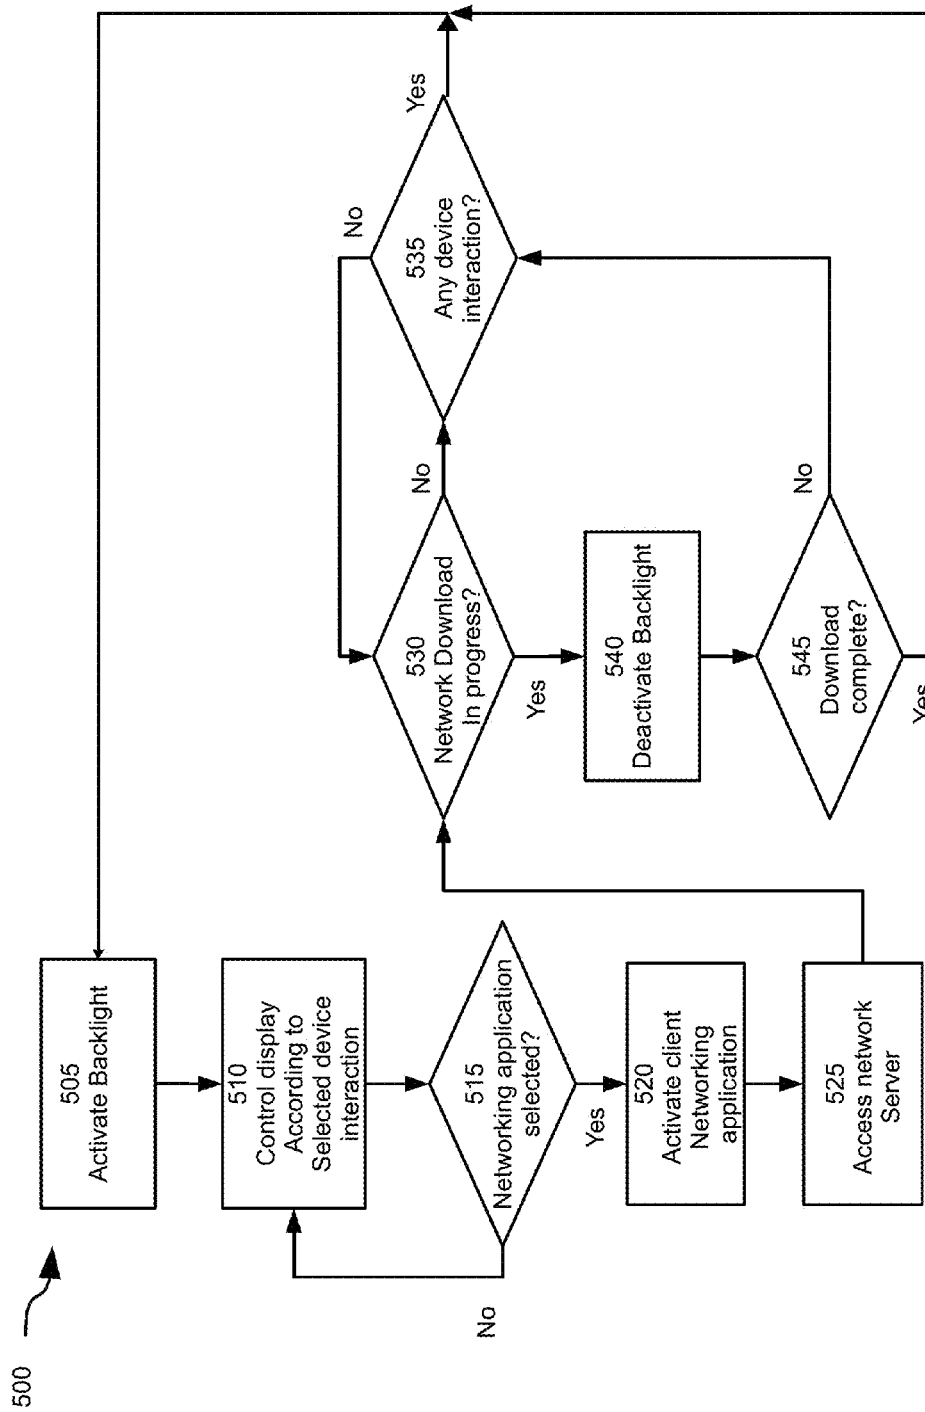 500
505
Activate Backlight
510
Control display
According to
Selected device
interaction
515
Networking application
selected?
No
Yes
520
Activate client
Networking
application
525
Access network
Server
530
Network Download
In progress?
No
Yes
535
Any device
interaction?
No
Yes
540
Deactivate Backlight
545
Download
complete?
No
Yes